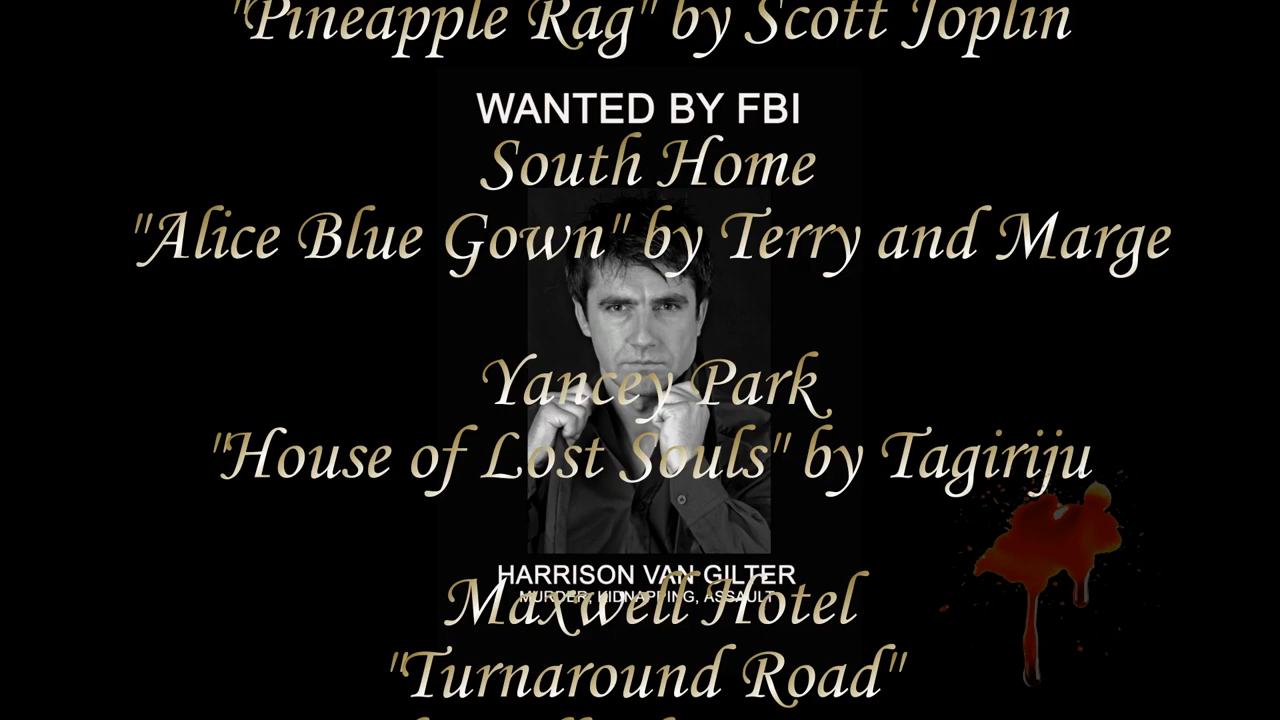 "Pineapple Rag" by Scott Joplin
WANTED BY FBI
South Home
"Alice Blue Gown" by Terry and Marge
Yancey Park
"House of Lost Souls" by Tagiriju
HARRISON VAN GILTER
MURDER, KIDNAPPING, ASSAULT
Maxwell Hotel
"Turnaround Road"